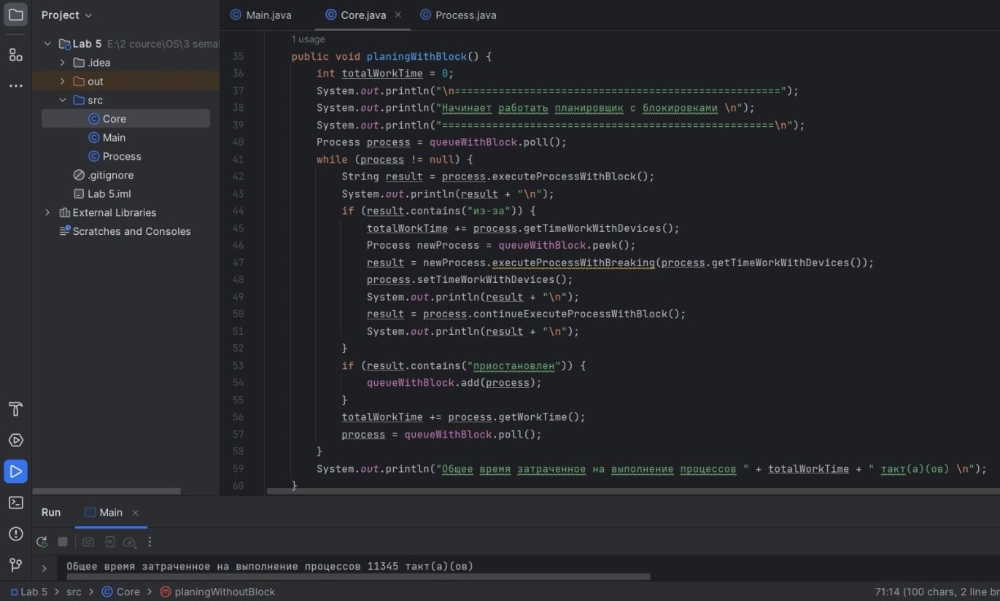 Project
Main.java
Core.java
Process.java
Lab 5 E:\2 cource\OS\3 semal
.idea
out
src
Core
Main
Process
.gitignore
Lab 5.iml
External Libraries
Scratches and Consoles
1 usage
35 public void planingWithBlock() {
36 int totalWorkTime = 0;
37 System.out.println("\n====================================================");
38 System.out.println("Начинает работать планировщик с блокировками \n");
39 System.out.println("=====================================================\n");
40 Process process = queueWithBlock.poll();
41 while (process != null) {
42 String result = process.executeProcessWithBlock();
43 System.out.println(result + "\n");
44 if (result.contains("из-за")) {
45 totalWorkTime += process.getTimeWorkWithDevices();
46 Process newProcess = queueWithBlock.peek();
47 result = newProcess.executeProcessWithBreaking(process.getTimeWorkWithDevices());
48 process.setTimeWorkWithDevices();
49 System.out.println(result + "\n");
50 result = process.continueExecuteProcessWithBlock();
51 System.out.println(result + "\n");
52 }
53 if (result.contains("приостановлен")) {
54 queueWithBlock.add(process);
55 }
56 totalWorkTime += process.getWorkTime();
57 process = queueWithBlock.poll();
58 }
59 System.out.println("Общее время затраченное на выполнение процессов " + totalWorkTime + " такт(а)(ов) \n");
60 }
Run
Main
Общее время затраченное на выполнение процессов 11345 такт(а)(ов)
Lab 5 > src > Core > planingWithoutBlock
71:14 (100 chars, 2 line br